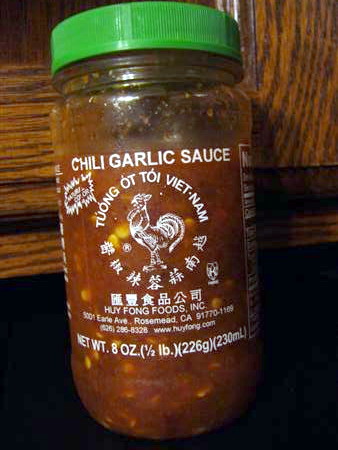 CHILI GARLIC SAUCE
TƯƠNG ỚT TỎI VIỆT-NAM
®
匯豐食品公司
HUY FONG FOODS, INC.
5001 Earle Ave., Rosemead, CA 91770-1169
(626) 286-8328 www.huyfong.com
NET WT. 8 OZ.(½ lb.)(226g)(230mL)